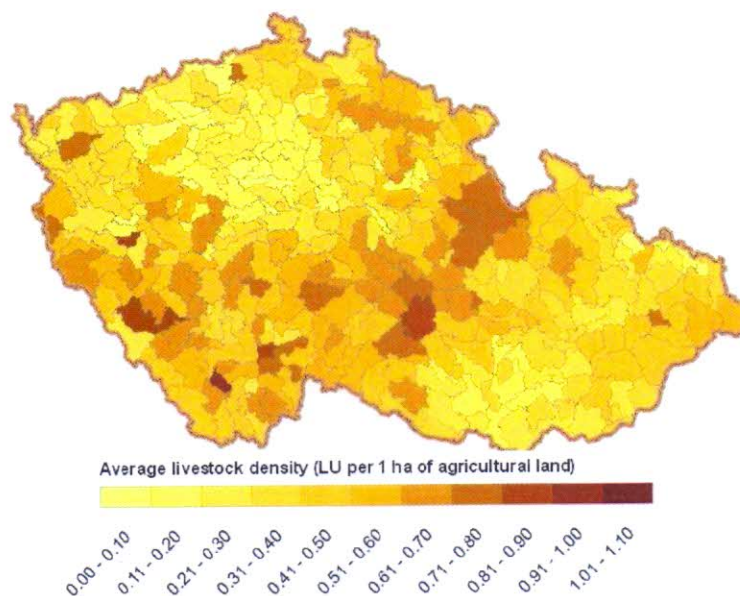 Average livestock density (LU per 1 ha of agricultural land)
0.00 - 0.10
0.11 - 0.20
0.21 - 0.30
0.31 - 0.40
0.41 - 0.50
0.51 - 0.60
0.61 - 0.70
0.71 - 0.80
0.81 - 0.90
0.91 - 1.00
1.01 - 1.10